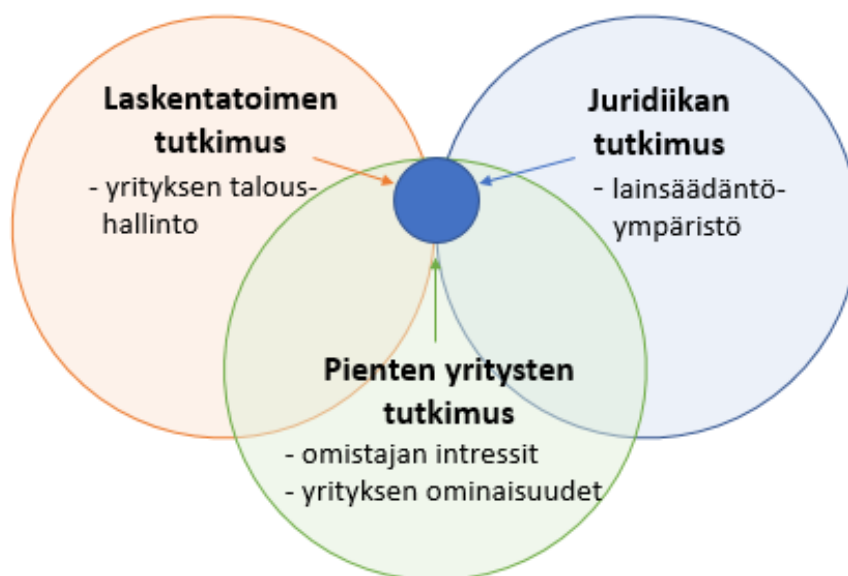 Laskentatoimen
tutkimus
- yrityksen talous-
hallinto
Juridiikan
tutkimus
- lainsäädäntö-
ympäristö
Pienten yritysten
tutkimus
- omistajan intressit
- yrityksen ominaisuudet